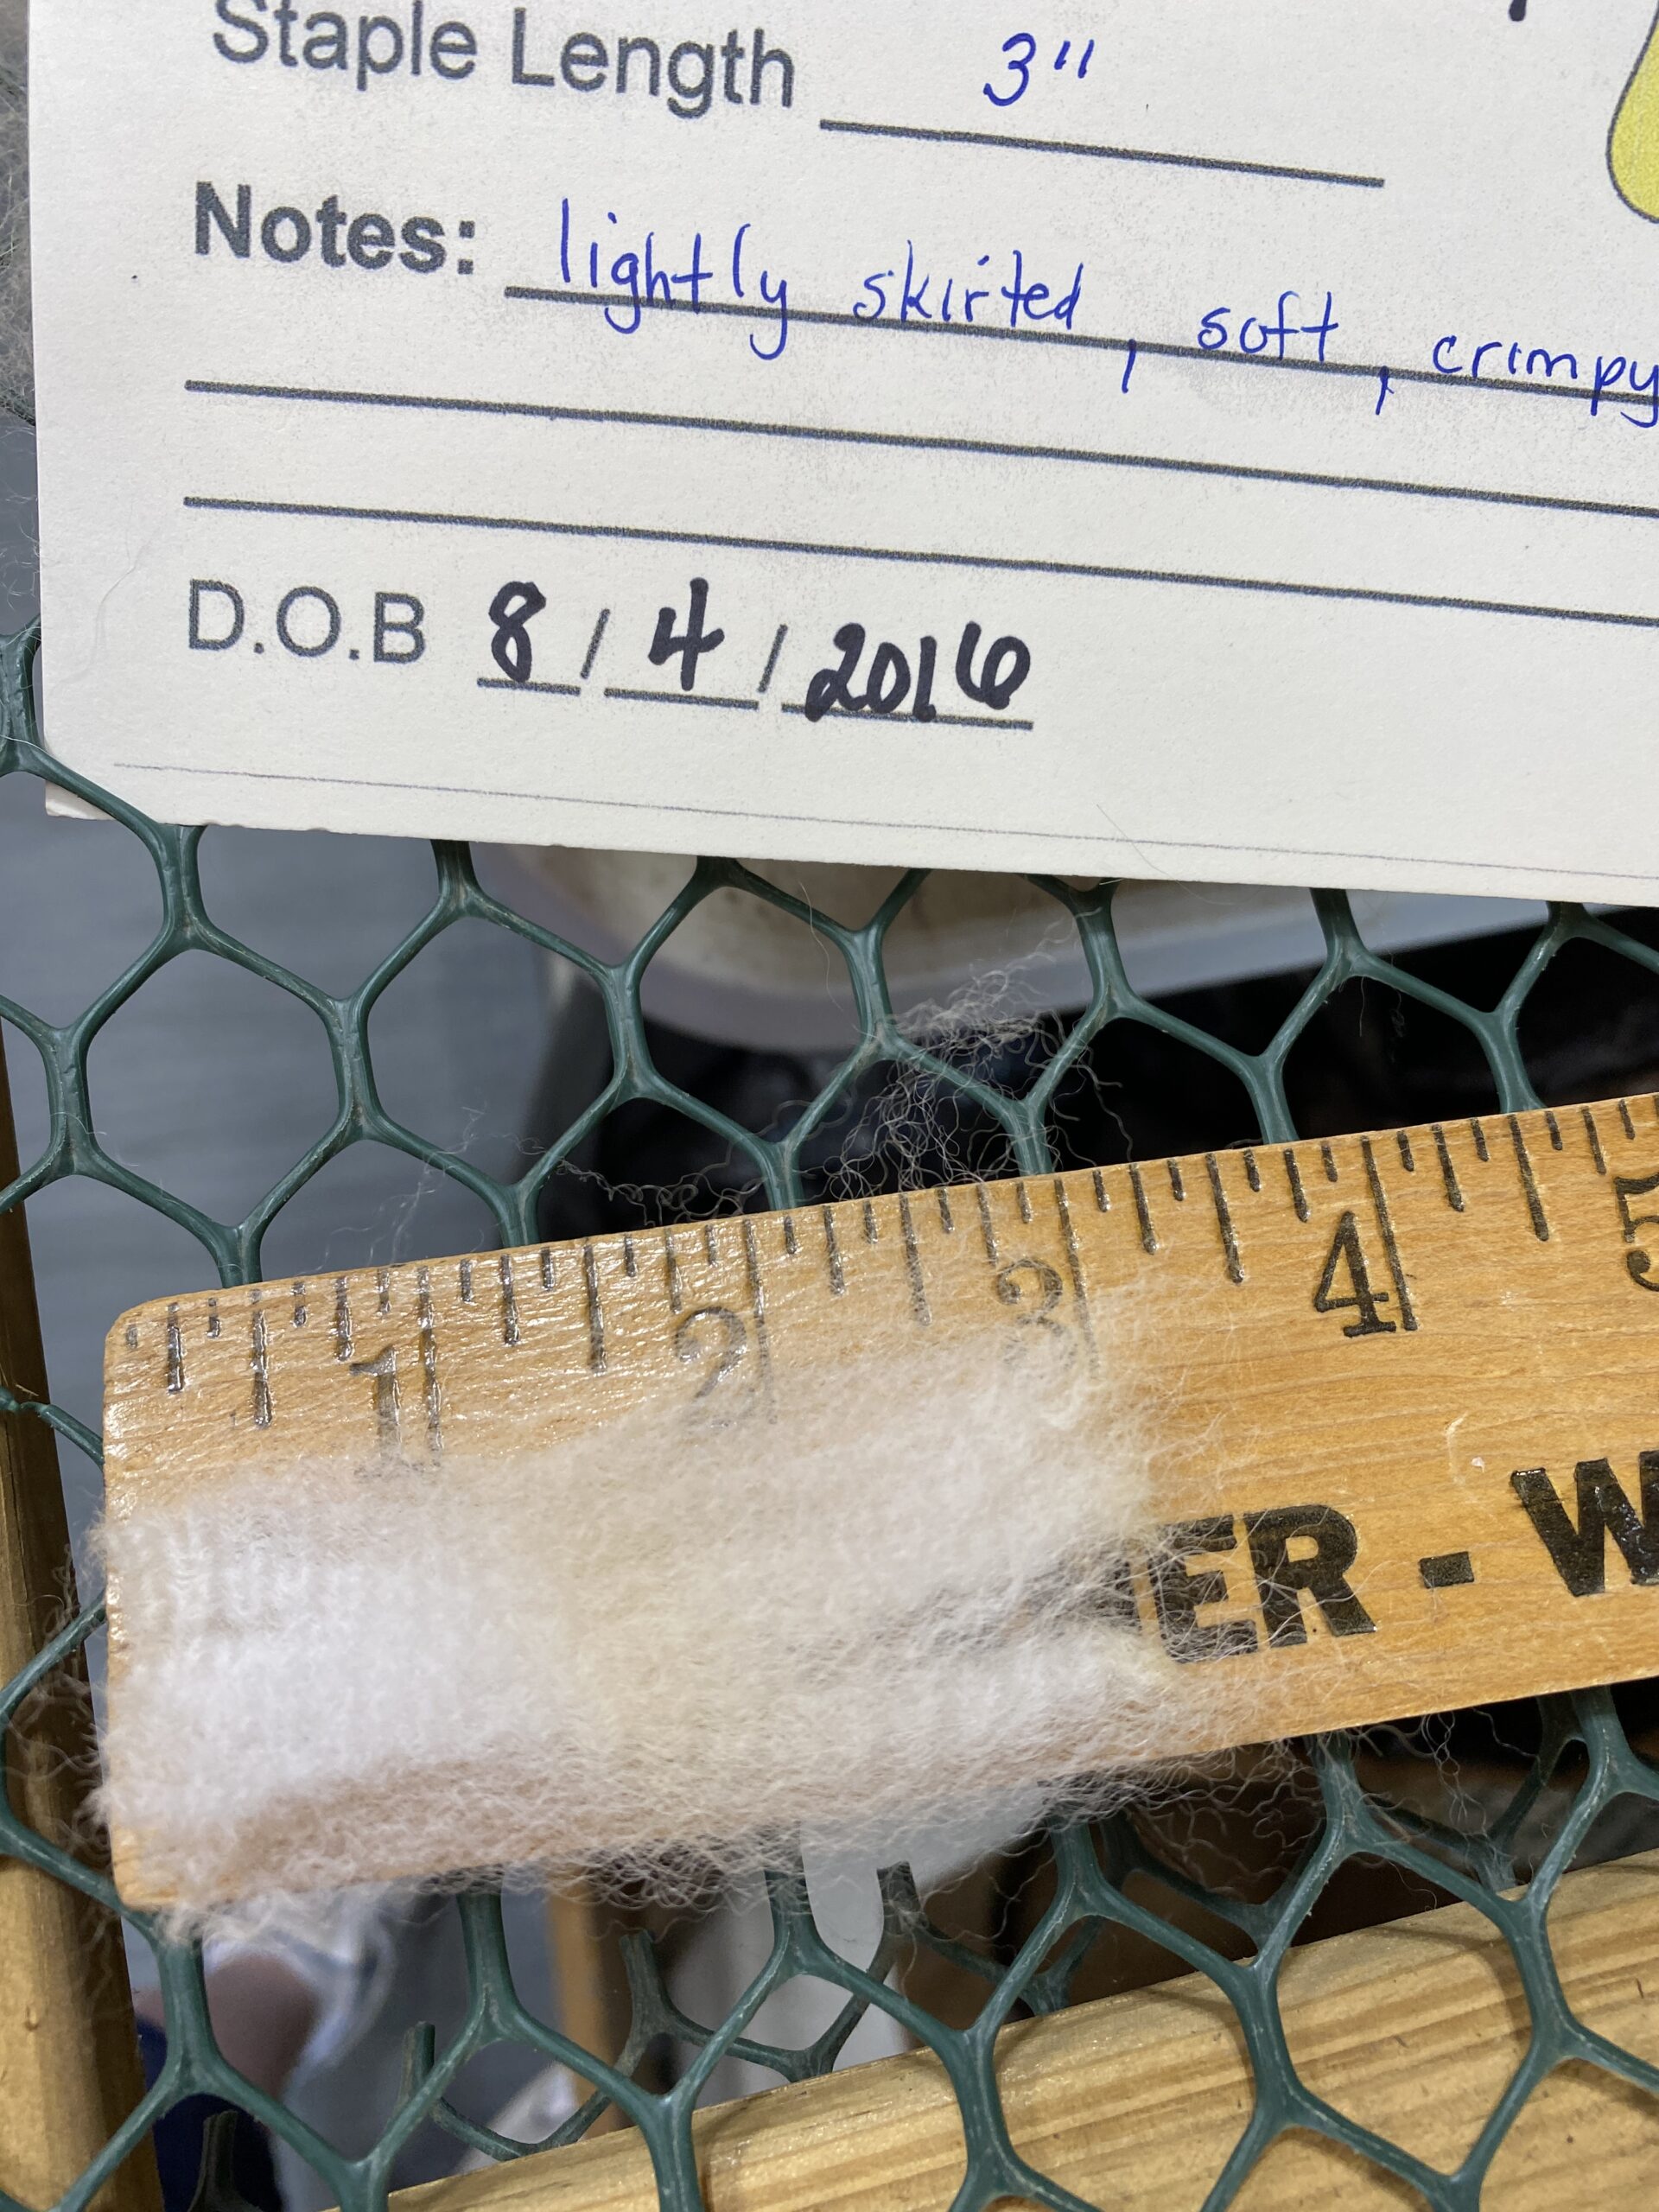 Staple Length 3"
Notes: lightly skirted, soft, crimpy
D.O.B 8/4/2016
1 2 3 4 5
ER - W